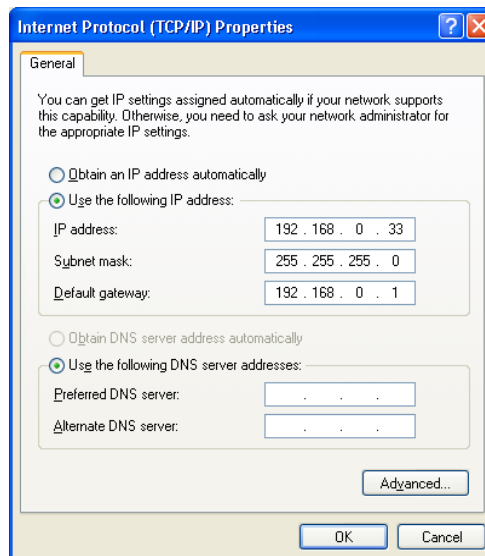 Internet Protocol (TCP/IP) Properties
General
You can get IP settings assigned automatically if your network supports
this capability. Otherwise, you need to ask your network administrator for
the appropriate IP settings.
Obtain an IP address automatically
Use the following IP address:
IP address: 192 . 168 . 0 . 33
Subnet mask: 255 . 255 . 255 . 0
Default gateway: 192 . 168 . 0 . 1
Obtain DNS server address automatically
Use the following DNS server addresses:
Preferred DNS server: . . .
Alternate DNS server: . . .
Advanced...
OK Cancel